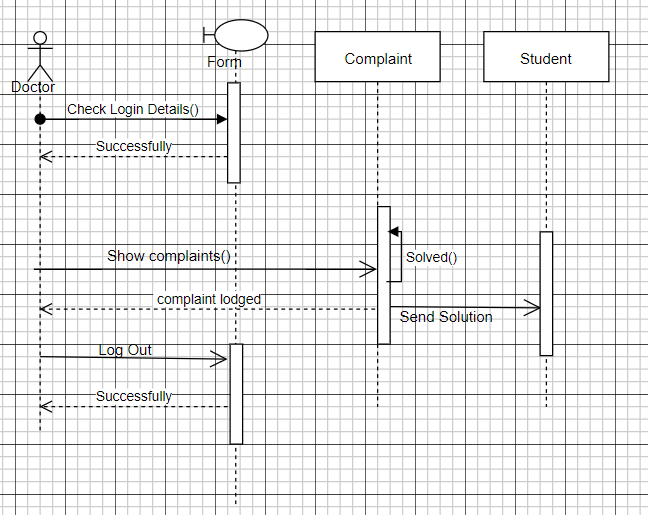 Form
Complaint
Student
Doctor
Check Login Details()
Successfully
Show complaints()
Solved()
complaint lodged
Send Solution
Log Out
Successfully